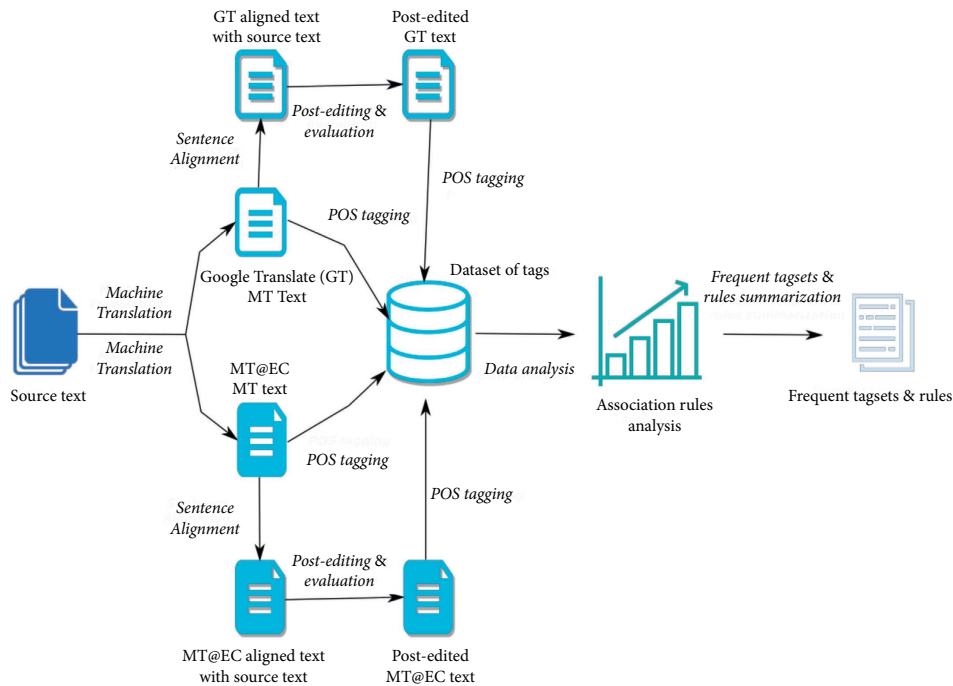 GT aligned text
with source text
Post-edited
GT text
Post-editing &
evaluation
Sentence
Alignment
POS tagging
POS tagging
Google Translate (GT)
MT Text
Dataset of tags
Machine
Translation
Machine
Translation
Source text
MT@EC
MT text
POS tagging
Data analysis
Association rules
analysis
Frequent tagsets &
rules summarization
Frequent tagsets & rules
Sentence
Alignment
POS tagging
Post-editing &
evaluation
MT@EC aligned text
with source text
Post-edited
MT@EC text